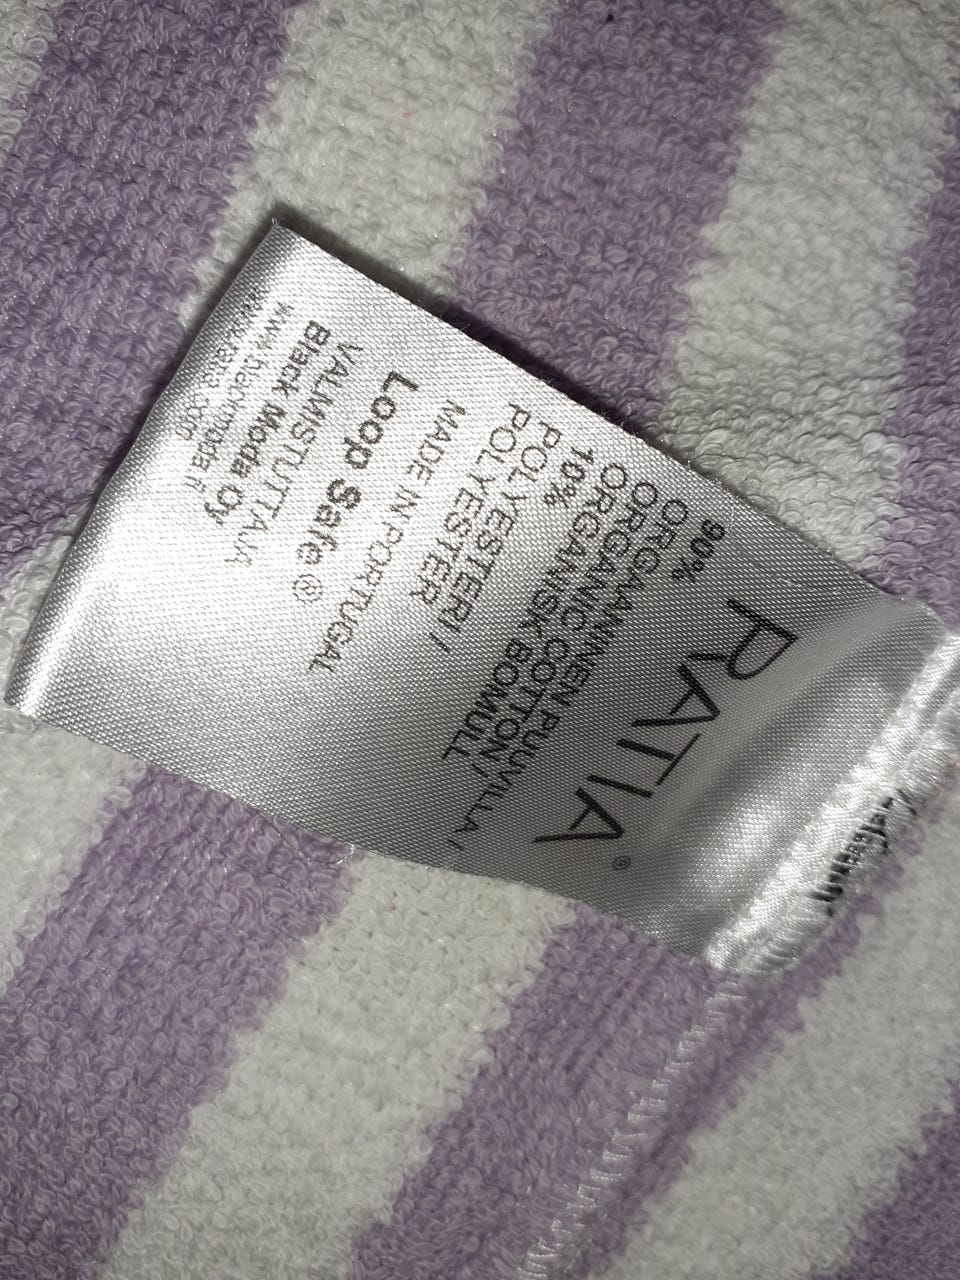 RATIA ®
90%
ORGAANINEN PUUVILLA /
ORGANIC COTTON /
ORGANISK BOMULL
10%
POLYESTERI /
POLYESTER
MADE IN PORTUGAL
Loop Safe ®
VALMISTUTTAJA
Black Moda Oy
www.blackmoda.fi